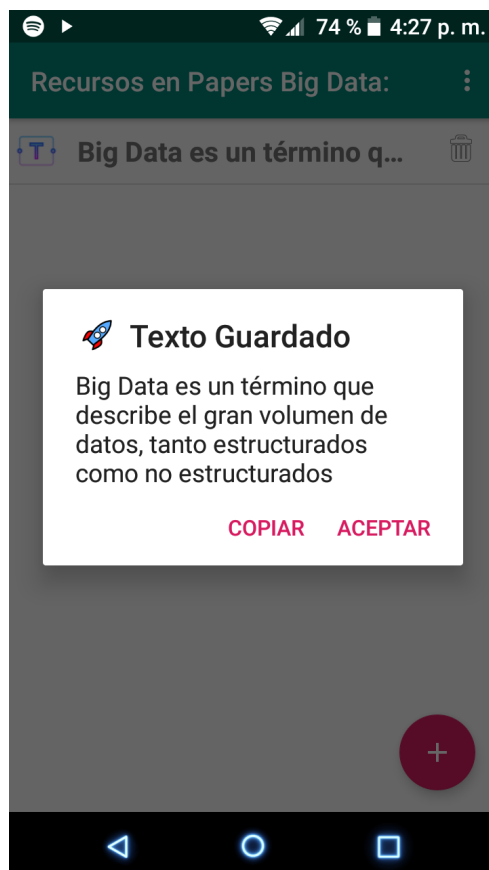 74 % 4:27 p. m.
Recursos en Papers Big Data:
T Big Data es un término q...
Texto Guardado
Big Data es un término que
describe el gran volumen de
datos, tanto estructurados
como no estructurados
COPIAR ACEPTAR
+